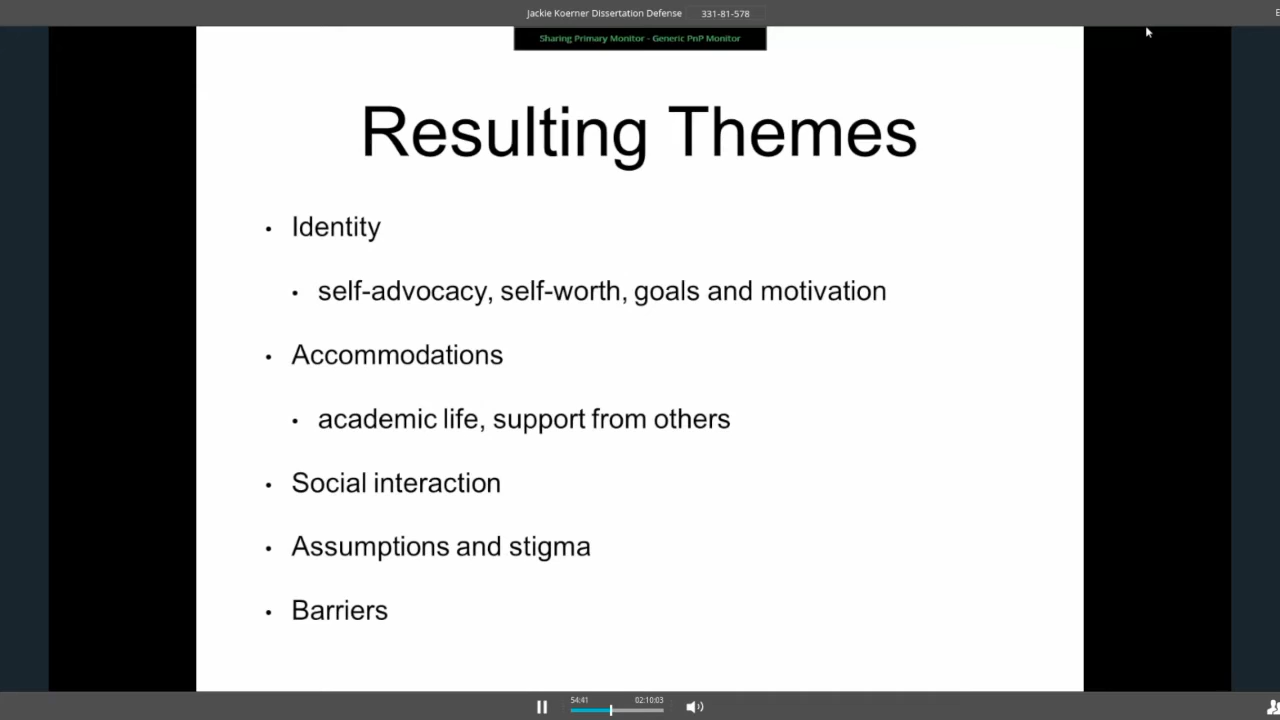 Jackie Koerner Dissertation Defense 331-81-578
Sharing Primary Monitor - Generic PnP Monitor
Resulting Themes
• Identity
• self-advocacy, self-worth, goals and motivation
• Accommodations
• academic life, support from others
• Social interaction
• Assumptions and stigma
• Barriers
54:41 02:10:03